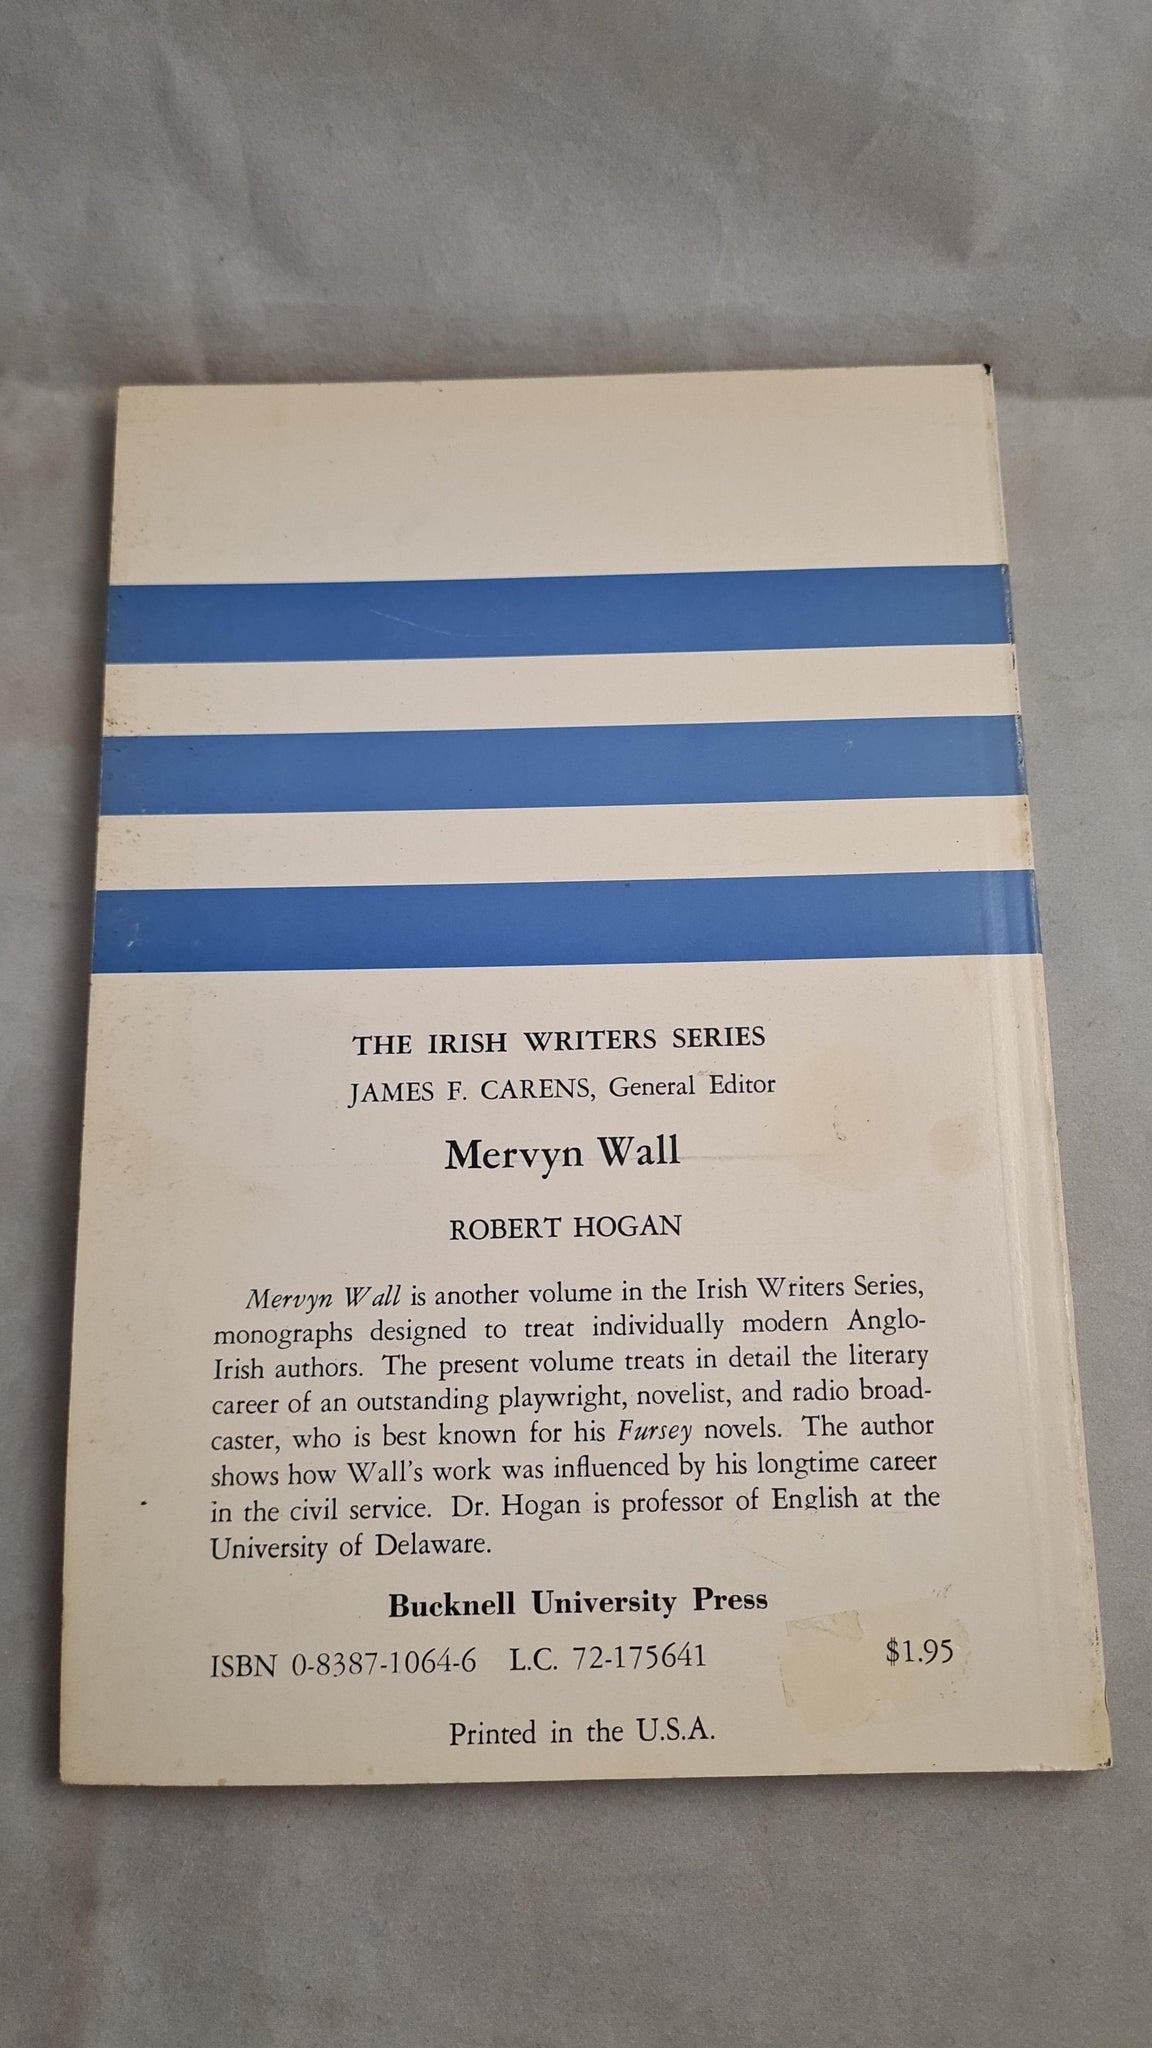 THE IRISH WRITERS SERIES
JAMES F. CARENS, General Editor
Mervyn Wall
ROBERT HOGAN
Mervyn Wall is another volume in the Irish Writers Series,
monographs designed to treat individually modern Anglo-
Irish authors. The present volume treats in detail the literary
career of an outstanding playwright, novelist, and radio broad-
caster, who is best known for his Fursey novels. The author
shows how Wall's work was influenced by his longtime career
in the civil service. Dr. Hogan is professor of English at the
University of Delaware.
Bucknell University Press
ISBN 0-8387-1064-6 L.C. 72-175641 $1.95
Printed in the U.S.A.